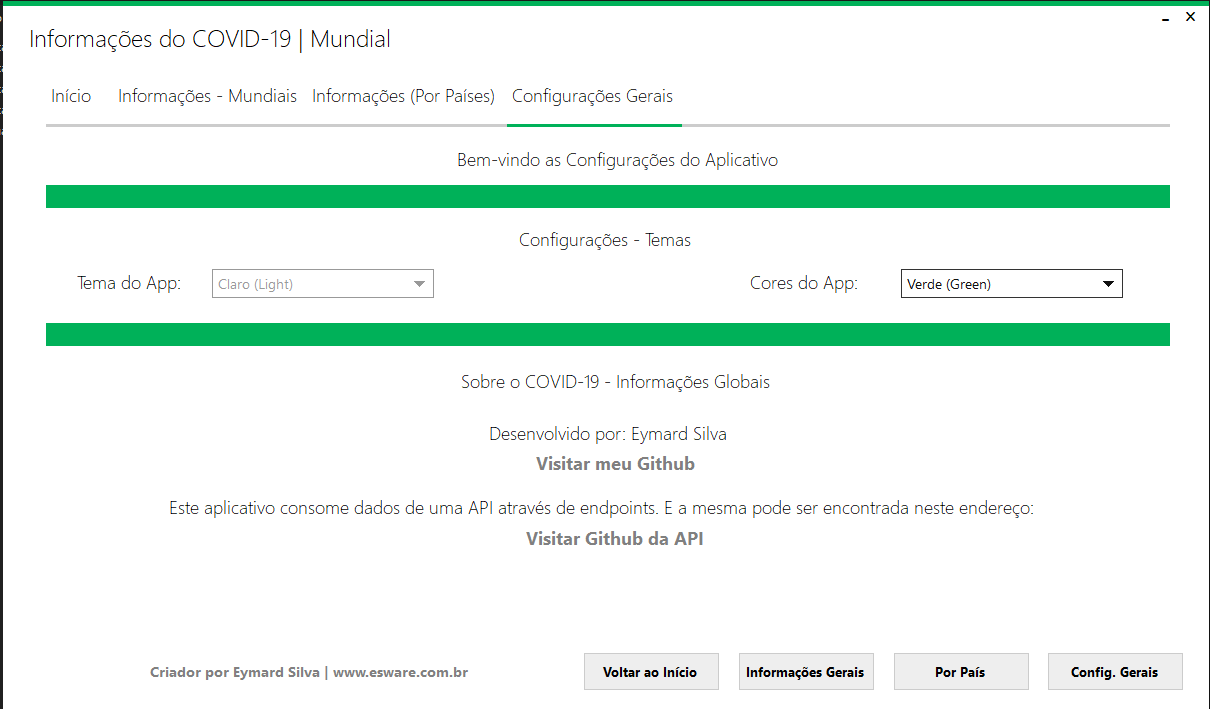 Informações do COVID-19 | Mundial
Início Informações - Mundiais Informações (Por Países) Configurações Gerais
Bem-vindo as Configurações do Aplicativo
Configurações - Temas
Tema do App: Claro (Light) Cores do App: Verde (Green)
Sobre o COVID-19 - Informações Globais
Desenvolvido por: Eymard Silva
Visitar meu Github
Este aplicativo consome dados de uma API através de endpoints. E a mesma pode ser encontrada neste endereço:
Visitar Github da API
Criador por Eymard Silva | www.esware.com.br Voltar ao Início Informações Gerais Por País Config. Gerais